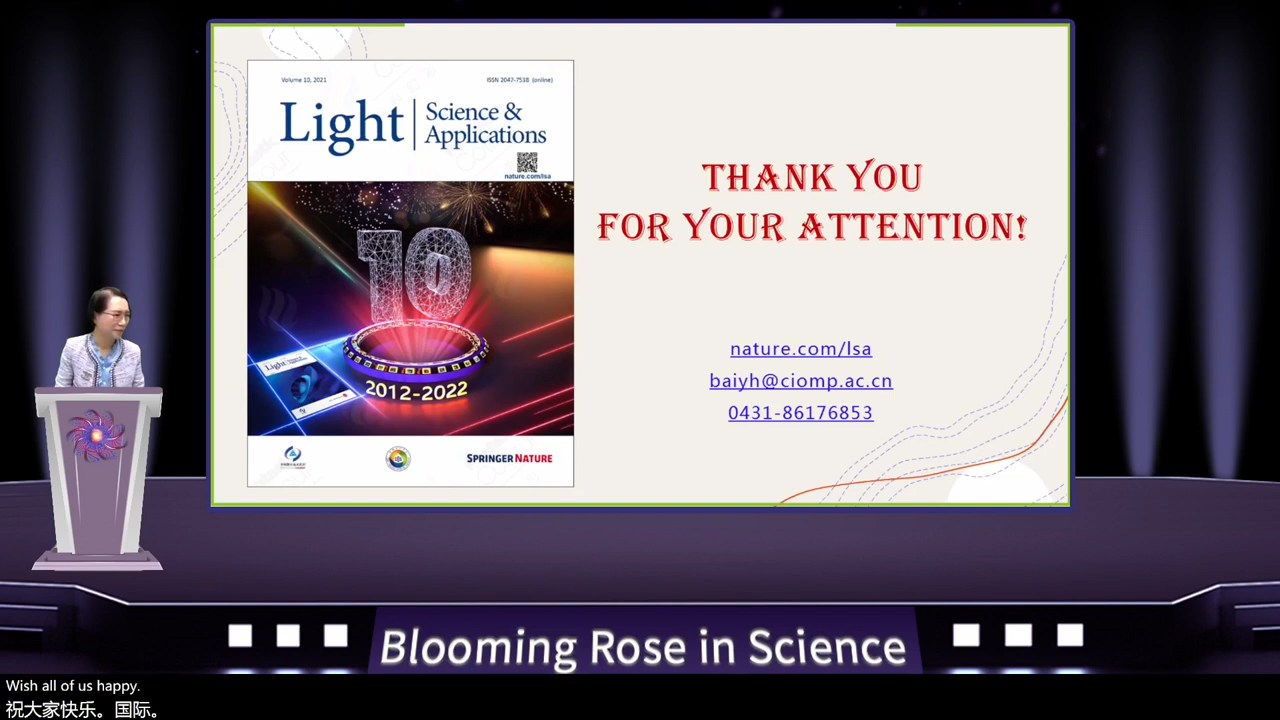 Volume 10, 2021
ISSN 2047-7538 (online)
Light
Science &
Applications
nature.com/lsa
10
2012-2022
SPRINGER NATURE
THANK YOU
FOR YOUR ATTENTION!
nature.com/lsa
baiyh@ciomp.ac.cn
0431-86176853
Blooming Rose in Science
Wish all of us happy.
祝大家快乐。国际。